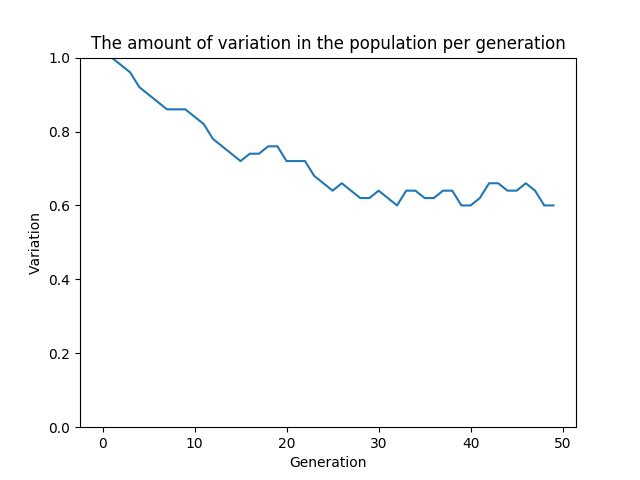 The amount of variation in the population per generation
1.0
0.8
0.6
0.4
0.2
0.0
Variation
0 10 20 30 40 50
Generation